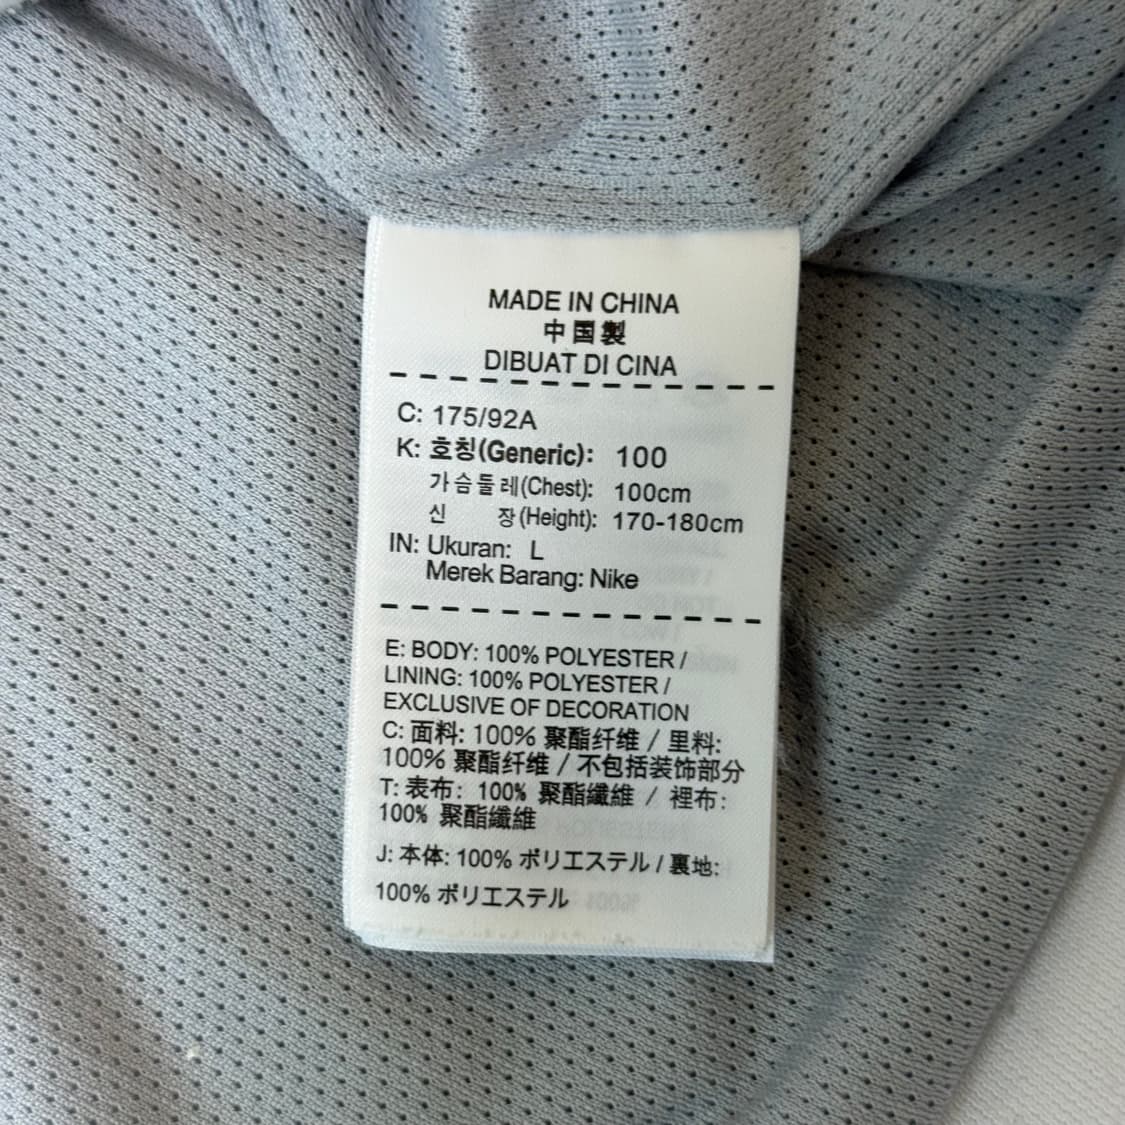 MADE IN CHINA
中国製
DIBUAT DI CINA
C: 175/92A
K: 호칭(Generic): 100
가슴둘레(Chest): 100cm
신 장(Height): 170-180cm
IN: Ukuran: L
Merek Barang: Nike
E: BODY: 100% POLYESTER /
LINING: 100% POLYESTER /
EXCLUSIVE OF DECORATION
C: 面料: 100% 聚酯纤维 / 里料:
100% 聚酯纤维 / 不包括装饰部分
T: 表布: 100% 聚酯纖維 / 裡布:
100% 聚酯纖維
J: 本体: 100% ポリエステル / 裏地:
100% ポリエステル